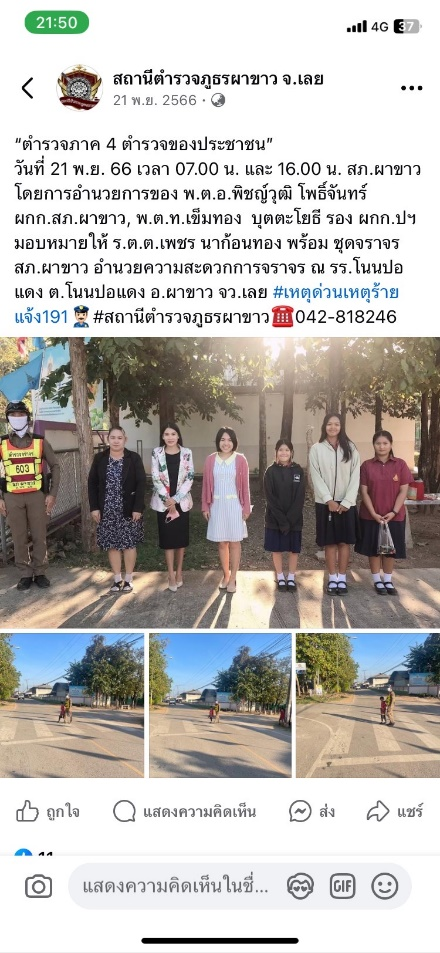 21:50
4G 37
สถานีตำรวจภูธรผาขาว จ.เลย
21 พ.ย. 2566
“ตำรวจภาค 4 ตำรวจของประชาชน”
วันที่ 21 พ.ย. 66 เวลา 07.00 น. และ 16.00 น. สภ.ผาขาว
โดยการอำนวยการของ พ.ต.อ.พิชญ์วุฒิ โพธิ์จันทร์
ผกก.สภ.ผาขาว, พ.ต.ท.เข็มทอง บุตตะโยธี รอง ผกก.ปฯ
มอบหมายให้ ร.ต.ต.เพชร นาก้อนทอง พร้อม ชุดจราจร
สภ.ผาขาว อำนวยความสะดวกการจราจร ณ รร.โนนปอ
แดง ต.โนนปอแดง อ.ผาขาว จว.เลย #เหตุด่วนเหตุร้าย
แจ้ง191 #สถานีตำรวจภูธรผาขาว 042-818246
603
ถูกใจ แสดงความคิดเห็น ส่ง แชร์
แสดงความคิดเห็นในชื่...
GIF